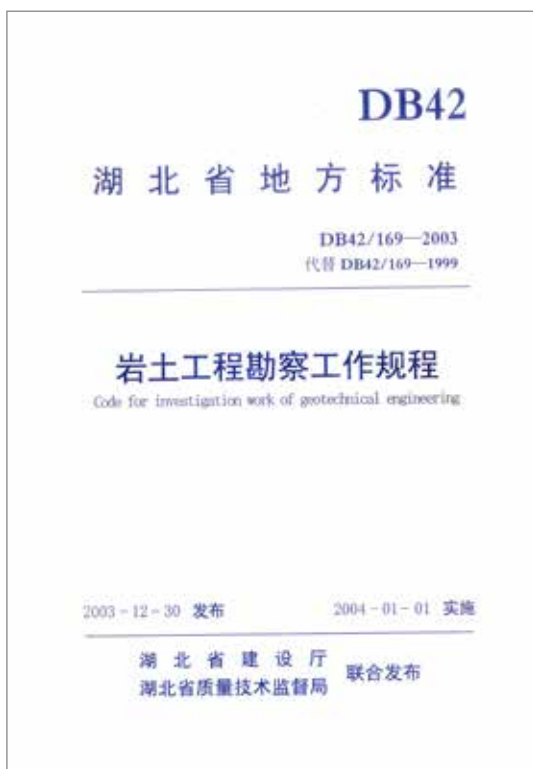 DB42
湖北省地方标准
DB42/169—2003
代替 DB42/169—1999
岩土工程勘察工作规程
Code for investigation work of geotechnical engineering
2003-12-30 发布 2004-01-01 实施
湖北省建设厅
湖北省质量技术监督局 联合发布